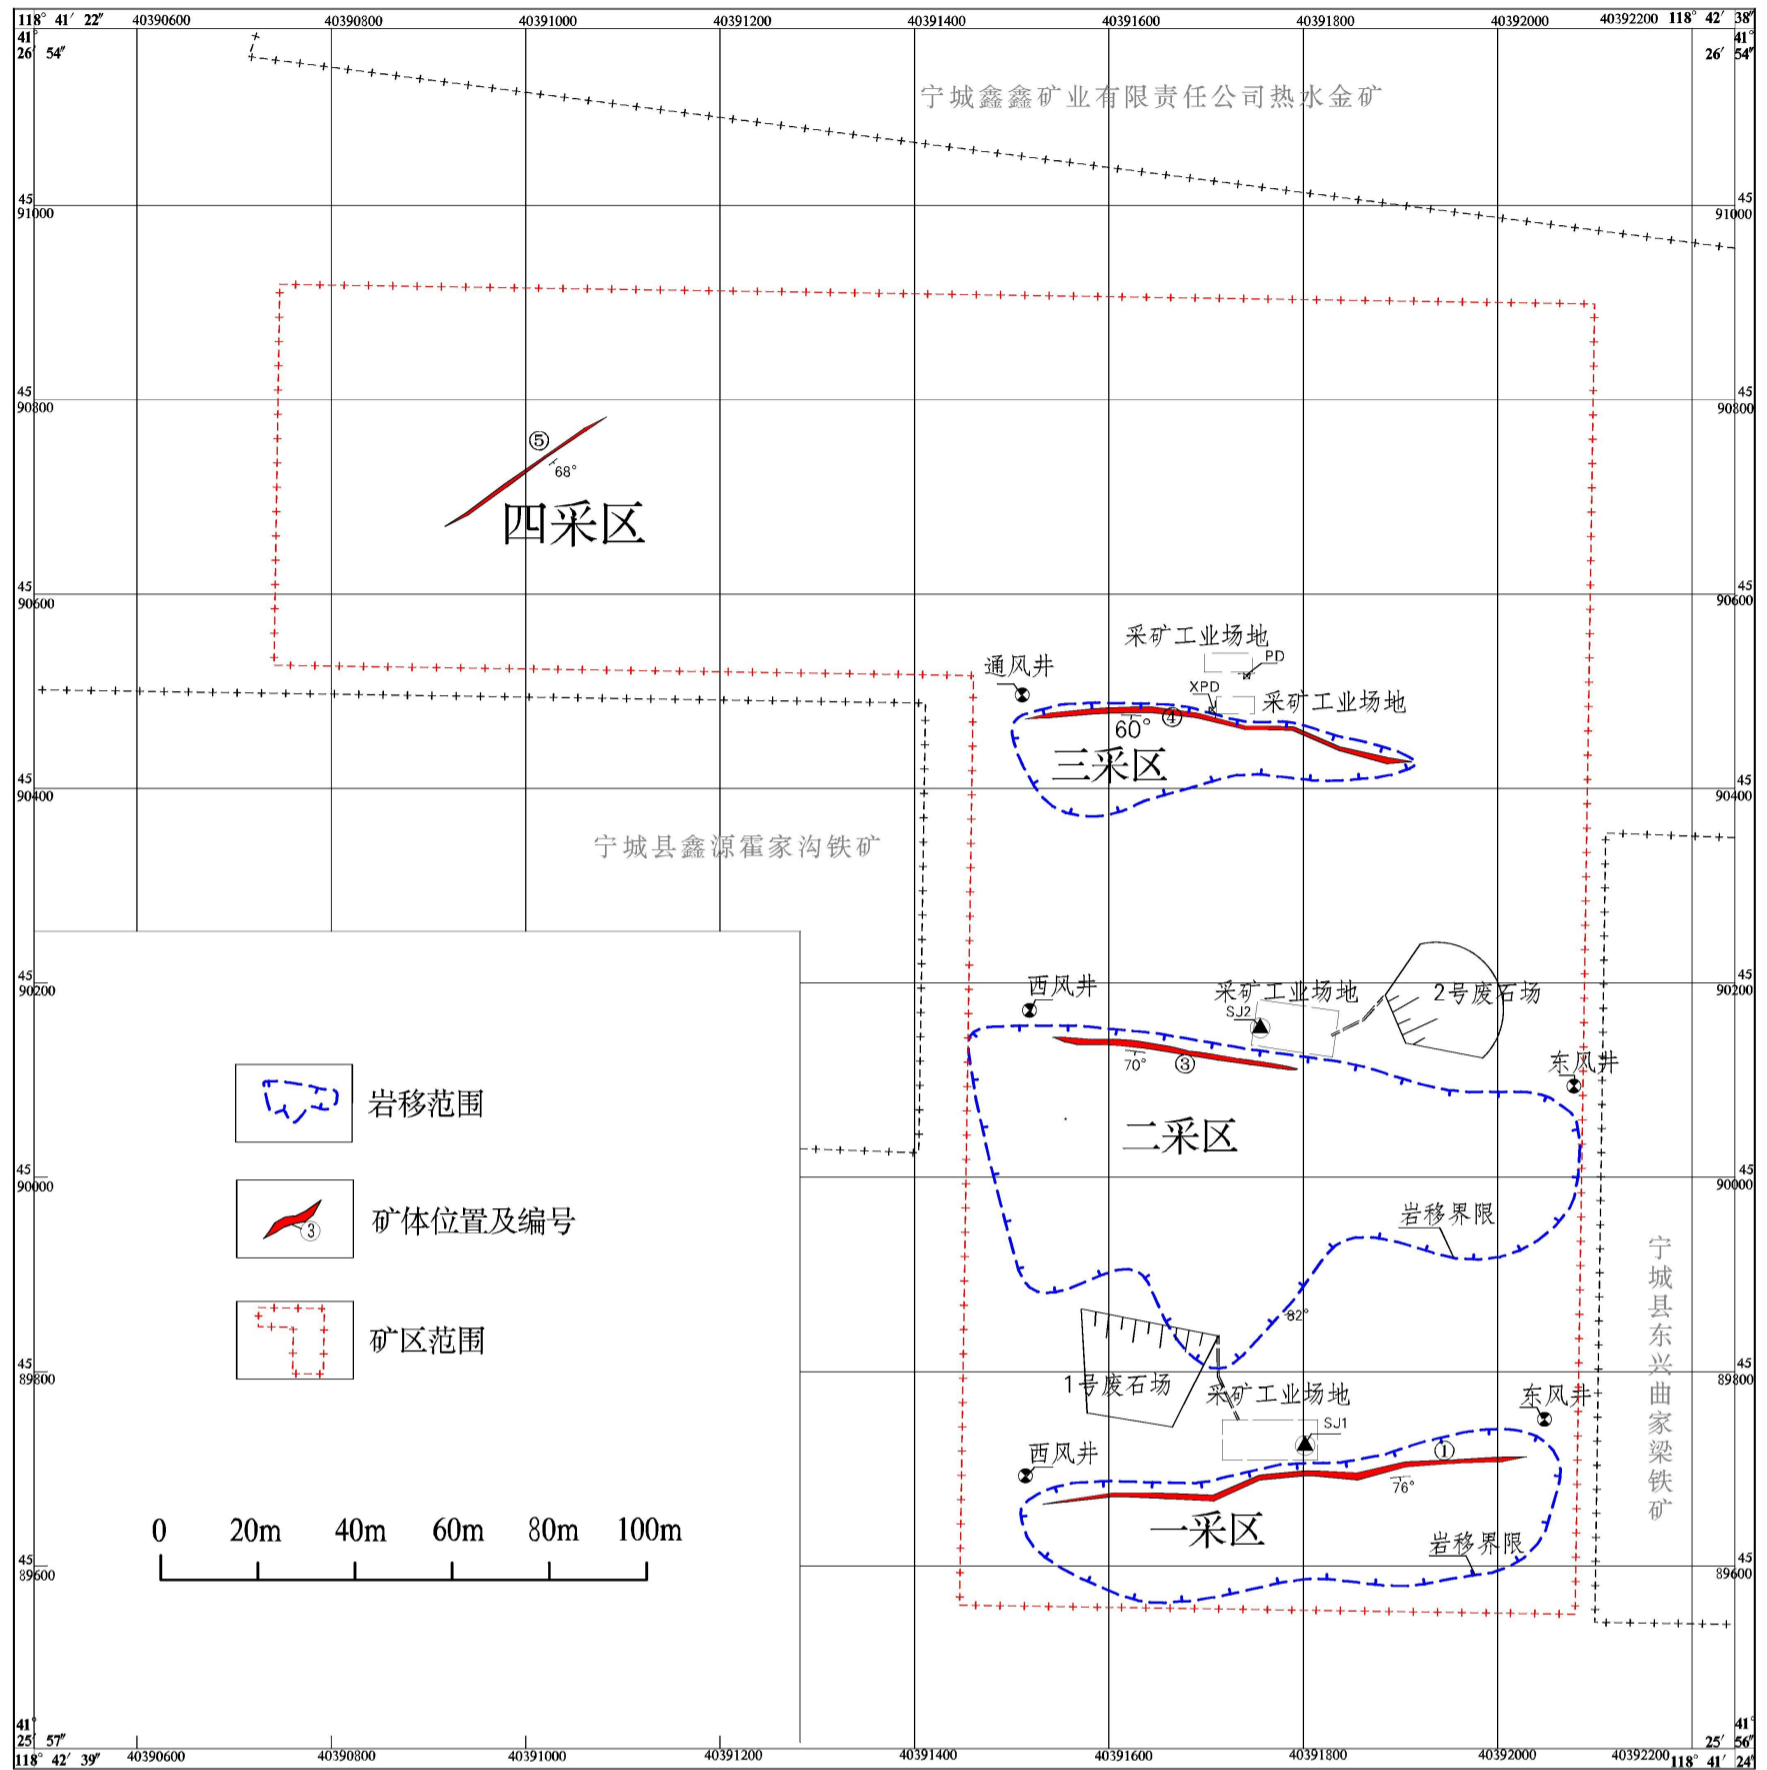 118° 41′ 22″ 40390600 40390800 40391000 40391200 40391400 40391600 40391800 40392000 40392200 118° 42′ 38″
41° 41°
26′ 54″ 26′ 54″
宁城鑫鑫矿业有限责任公司热水金矿
45 45
91000 91000
45 45
90800 90800
⑤
68°
四采区
45 45
90600 90600
采矿工业场地
通风井 PD
XPD 采矿工业场地
④
60°
三采区
45 45
90400 90400
宁城县鑫源霍家沟铁矿
45 45
90200 90200
西风井 采矿工业场地 2号废石场
SJ2
70° ③ 东风井
二采区
45 45
90000 90000
岩移界限
82°
宁城县东兴曲家梁铁矿
45 45
89800 89800
1号废石场 采矿工业场地 东风井
SJ1
西风井 ①
76°
一采区
岩移界限
45 45
89600 89600
岩移范围
③ 矿体位置及编号
矿区范围
0 20m 40m 60m 80m 100m
41° 41°
25′ 57″ 25′ 56″
118° 42′ 39″ 40390600 40390800 40391000 40391200 40391400 40391600 40391800 40392000 40392200 118° 41′ 24″